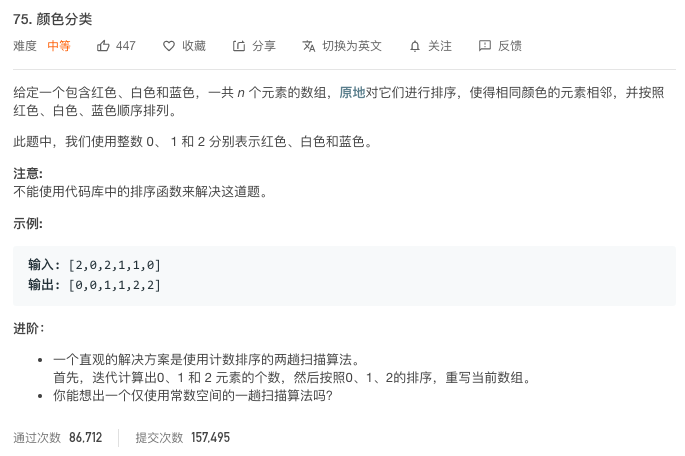 75. 颜色分类
难度 中等 447 收藏 分享 切换为英文 关注 反馈
给定一个包含红色、白色和蓝色，一共 n 个元素的数组，原地对它们进行排序，使得相同颜色的元素相邻，并按照
红色、白色、蓝色顺序排列。
此题中，我们使用整数 0、 1 和 2 分别表示红色、白色和蓝色。
注意:
不能使用代码库中的排序函数来解决这道题。
示例:
输入: [2,0,2,1,1,0]
输出: [0,0,1,1,2,2]
进阶：
• 一个直观的解决方案是使用计数排序的两趟扫描算法。
首先，迭代计算出0、1 和 2 元素的个数，然后按照0、1、2的排序，重写当前数组。
• 你能想出一个仅使用常数空间的一趟扫描算法吗？
通过次数 86,712 提交次数 157,495